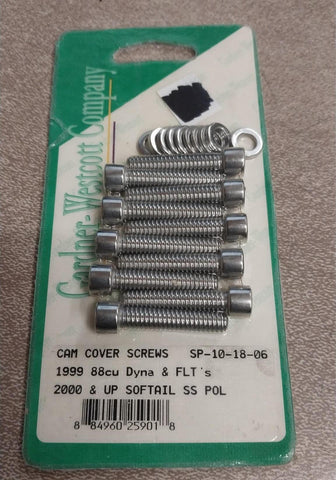 Gardner-Westcott Company
CAM COVER SCREWS SP-10-18-06
1999 88cu Dyna & FLT's
2000 & UP SOFTAIL SS POL
8 84960 25901 8